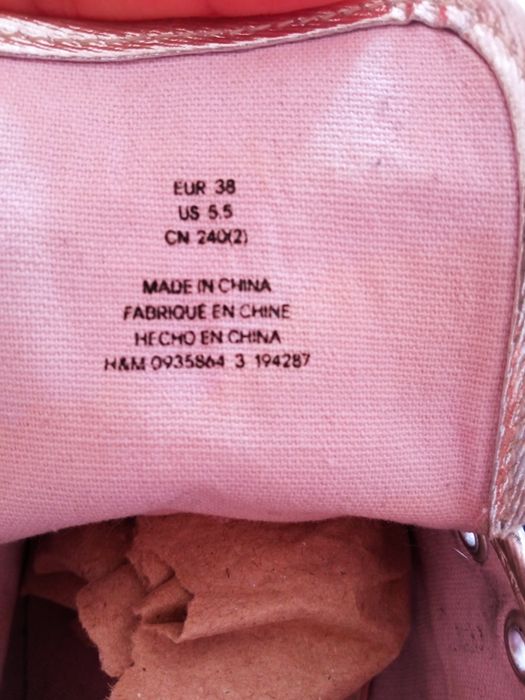 EUR 38
US 5.5
CN 240(2)
MADE IN CHINA
FABRIQUÉ EN CHINE
HECHO EN CHINA
H&M 0935864 3 194287